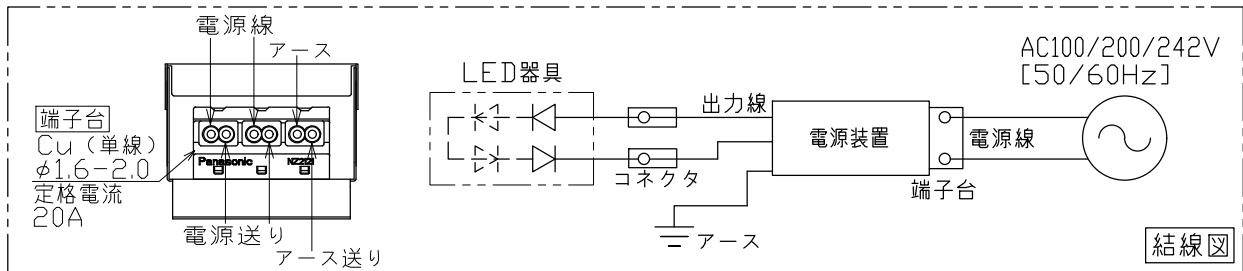 電源線
アース
端子台
Cu（単線）
φ1.6-2.0
定格電流
20A
Panasonic
NZ2121
電源送り
アース送り
LED器具
出力線
コネクタ
アース
電源装置
AC100/200/242V
[50/60Hz]
電源線
端子台
結線図